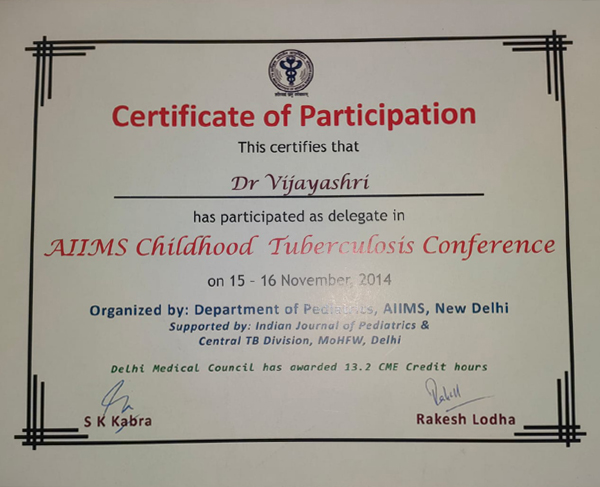 Certificate of Participation
This certifies that
Dr Vijayashri
has participated as delegate in
AIIMS Childhood Tuberculosis Conference
on 15 - 16 November, 2014
Organized by: Department of Pediatrics, AIIMS, New Delhi
Supported by: Indian Journal of Pediatrics &
Central TB Division, MoHFW, Delhi
Delhi Medical Council has awarded 13.2 CME Credit hours
S K Kabra
Rakesh Lodha